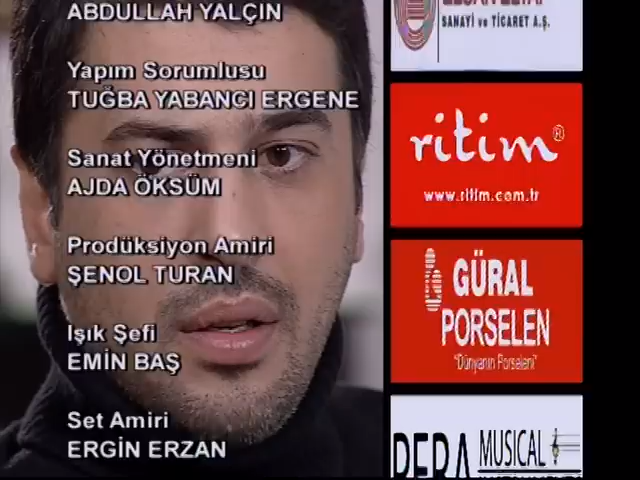 ABDULLAH YALÇIN
Yapım Sorumlusu
TUĞBA YABANCI ERGENE
Sanat Yönetmeni
AJDA ÖKSÜM
Prodüksiyon Amiri
ŞENOL TURAN
Işık Şefi
EMİN BAŞ
Set Amiri
ERGİN ERZAN
SANAYİ ve TİCARET A.Ş.
ritim®
www.ritim.com.tr
GÜRAL
PORSELEN
"Dünyanın Porseleni"
PERA MUSICAL